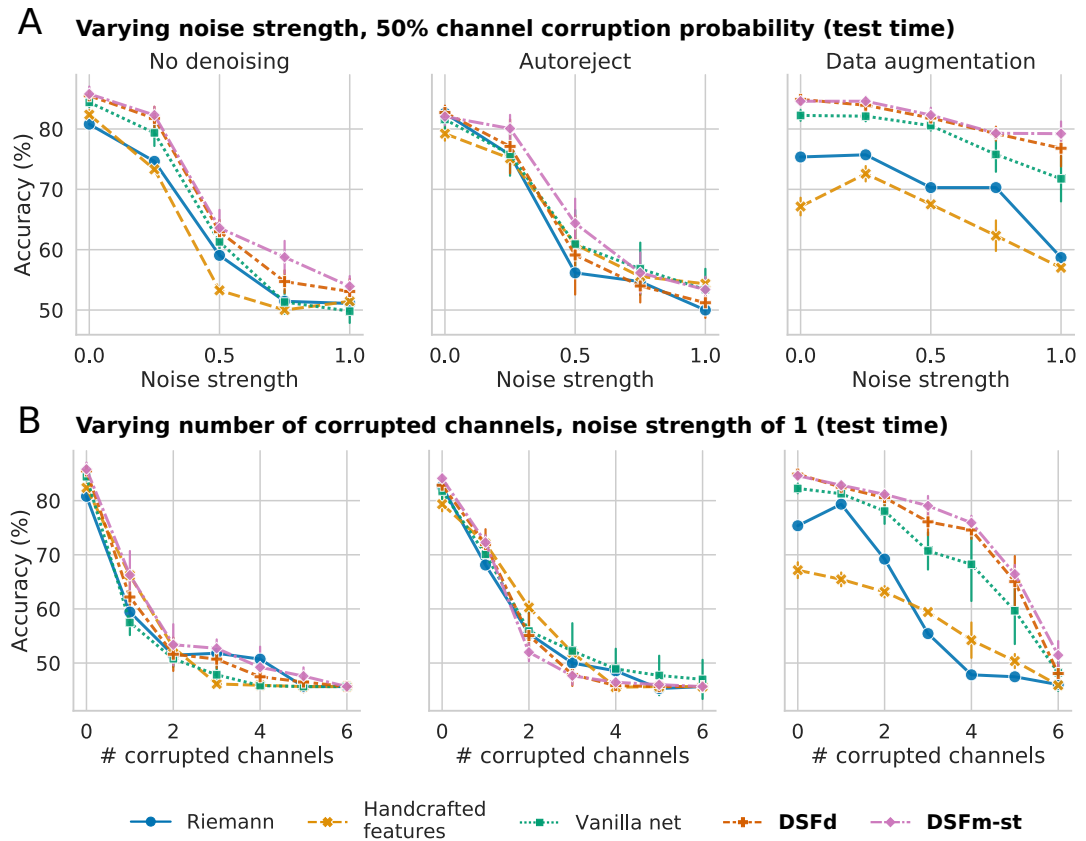 A Varying noise strength, 50% channel corruption probability (test time)
No denoising Autoreject Data augmentation
Accuracy (%)
80
70
60
50
0.0 0.5 1.0 0.0 0.5 1.0 0.0 0.5 1.0
Noise strength Noise strength Noise strength
B Varying number of corrupted channels, noise strength of 1 (test time)
Accuracy (%)
80
70
60
50
0 2 4 6 0 2 4 6 0 2 4 6
# corrupted channels # corrupted channels # corrupted channels
Riemann Handcrafted features Vanilla net DSFd DSFm-st